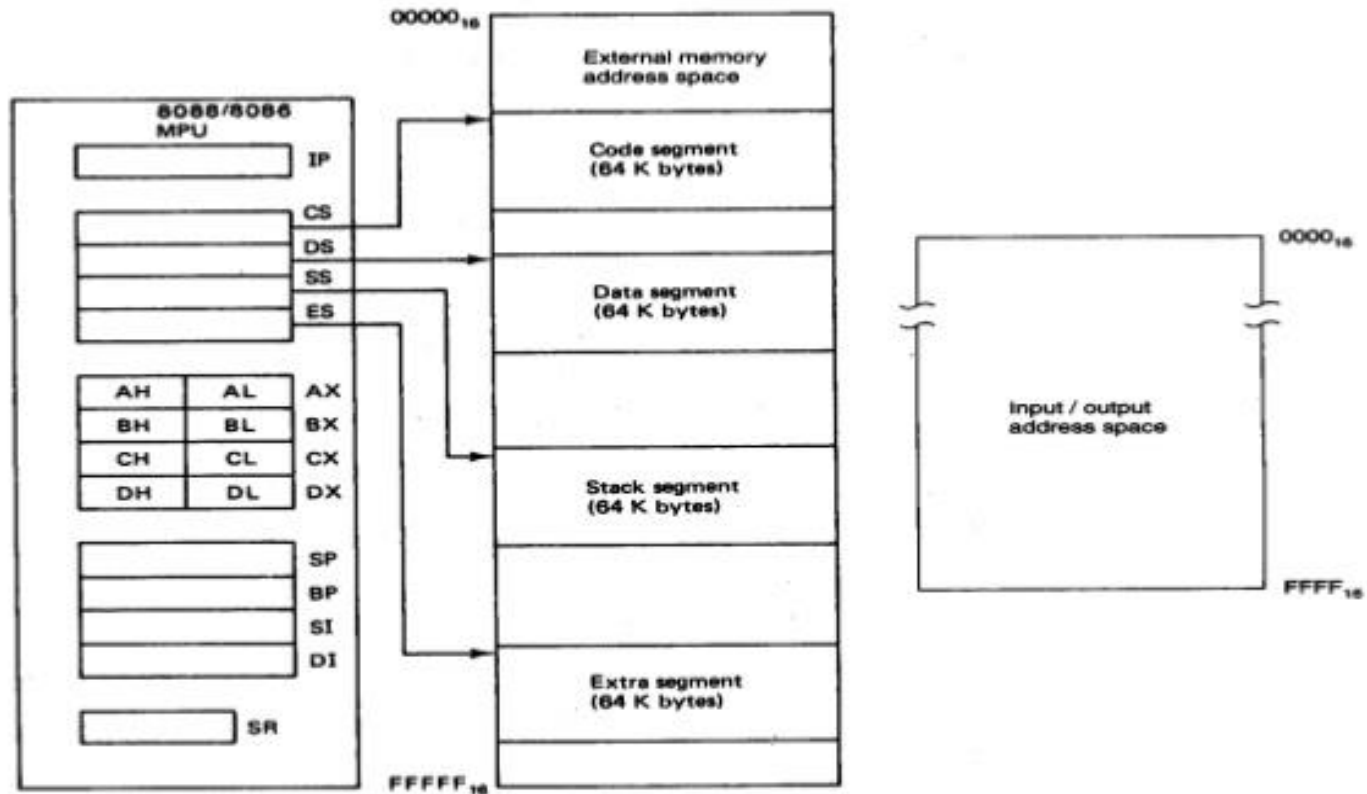 8088/8086
MPU
IP
CS
DS
SS
ES
AH AL AX
BH BL BX
CH CL CX
DH DL DX
SP
BP
SI
DI
SR
00000₁₆
External memory
address space
Code segment
(64 K bytes)
Data segment
(64 K bytes)
Stack segment
(64 K bytes)
Extra segment
(64 K bytes)
FFFFF₁₆
0000₁₆
Input / output
address space
FFFF₁₆